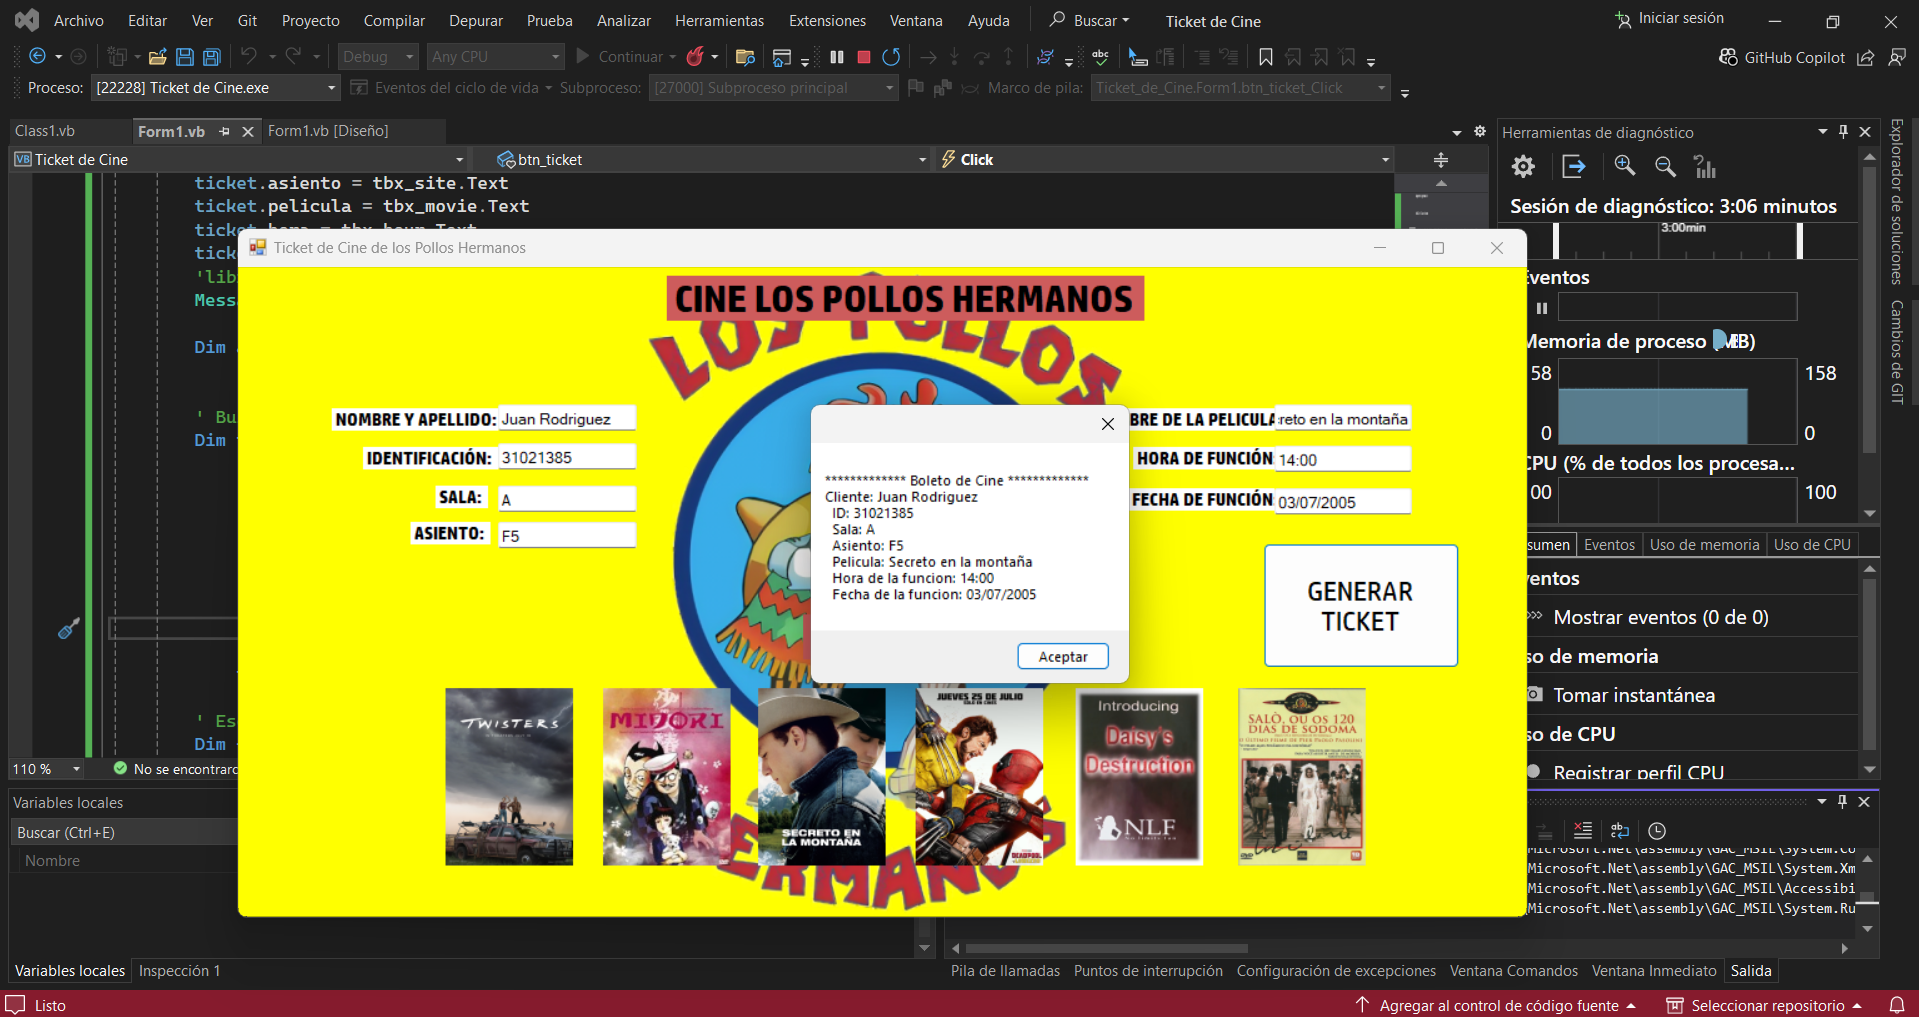 Archivo Editar Ver Git Proyecto Compilar Depurar Prueba Analizar Herramientas Extensiones Ventana Ayuda Buscar Ticket de Cine Iniciar sesión
Debug Any CPU Continuar GitHub Copilot
Proceso: [22228] Ticket de Cine.exe Eventos del ciclo de vida Subproceso: [27000] Subproceso principal Marco de pila: Ticket_de_Cine.Form1.btn_ticket_Click
Class1.vb Form1.vb Form1.vb [Diseño]
VB Ticket de Cine btn_ticket Click
ticket.asiento = tbx_site.Text
ticket.pelicula = tbx_movie.Text
Dim
' Bu
Dim
' Es
Dim
110 % No se encontraro
Ticket de Cine de los Pollos Hermanos
CINE LOS POLLOS HERMANOS
LOS POLLOS
NOMBRE Y APELLIDO: Juan Rodriguez
IDENTIFICACIÓN: 31021385
SALA: A
ASIENTO: F5
BRE DE LA PELICULA reto en la montaña
HORA DE FUNCIÓN 14:00
FECHA DE FUNCIÓN 03/07/2005
************* Boleto de Cine *************
Cliente: Juan Rodriguez
ID: 31021385
Sala: A
Asiento: F5
Pelicula: Secreto en la montaña
Hora de la funcion: 14:00
Fecha de la funcion: 03/07/2005
Aceptar
GENERAR
TICKET
TWISTERS
MIDORI
SECRETO EN
LA MONTAÑA
JUEVES 25 DE JULIO
DEADPOOL
Introducing
Daisy's
Destruction
NLF
SALÒ, OU OS 120
DIAS DE SODOMA
HERMANO
Herramientas de diagnóstico
Sesión de diagnóstico: 3:06 minutos
3:00min
Eventos
Memoria de proceso (MB)
58 158
0 0
CPU (% de todos los procesa...
00 100
sumen Eventos Uso de memoria Uso de CPU
entos
Mostrar eventos (0 de 0)
so de memoria
Tomar instantánea
so de CPU
Registrar perfil CPU
Explorador de soluciones
Cambios de GIT
Variables locales
Buscar (Ctrl+E)
Nombre
Microsoft.Net\assembly\GAC_MSIL\System.Co
Microsoft.Net\assembly\GAC_MSIL\System.Xm
Microsoft.Net\assembly\GAC_MSIL\Accessibi
Microsoft.Net\assembly\GAC_MSIL\System.Ru
Variables locales Inspección 1
Pila de llamadas Puntos de interrupción Configuración de excepciones Ventana Comandos Ventana Inmediato Salida
Listo Agregar al control de código fuente Seleccionar repositorio